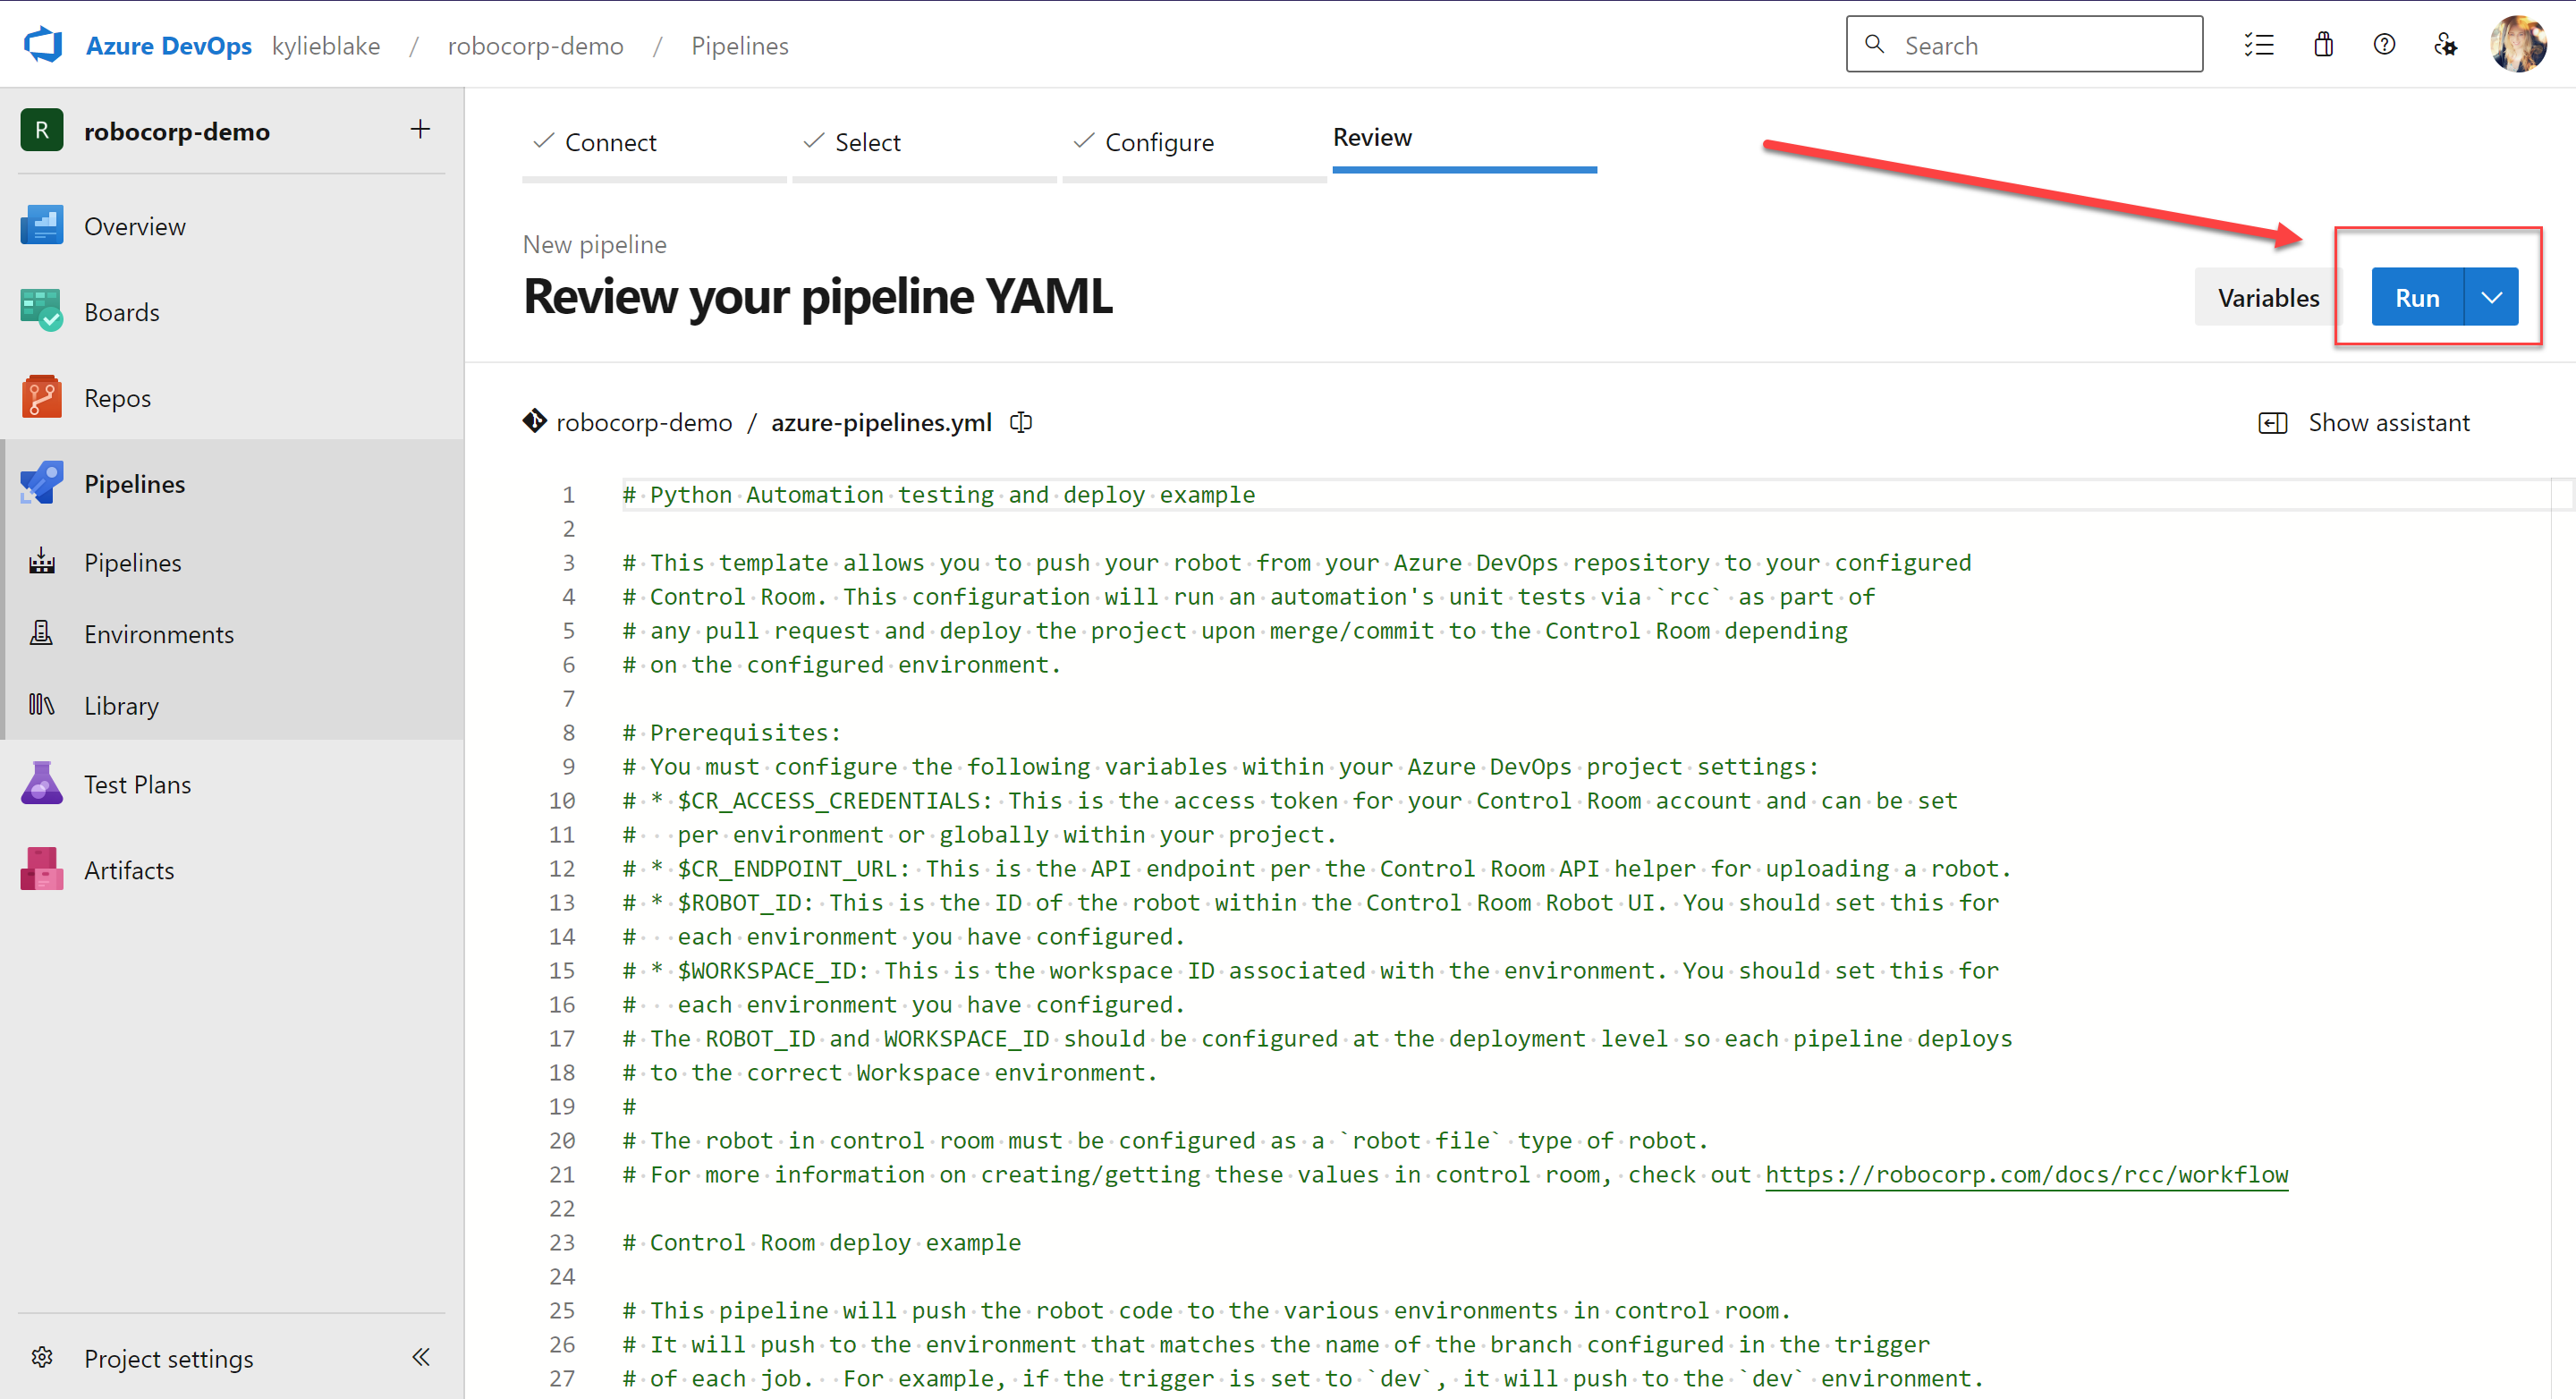 Azure DevOps kylieblake / robocorp-demo / Pipelines
Search
R robocorp-demo +
Overview
Boards
Repos
Pipelines
Pipelines
Environments
Library
Test Plans
Artifacts
Project settings
Connect Select Configure Review
New pipeline
Review your pipeline YAML
Variables Run
robocorp-demo / azure-pipelines.yml
Show assistant
1 # Python Automation testing and deploy example
2
3 # This template allows you to push your robot from your Azure DevOps repository to your configured
4 # Control Room. This configuration will run an automation's unit tests via `rcc` as part of
5 # any pull request and deploy the project upon merge/commit to the Control Room depending
6 # on the configured environment.
7
8 # Prerequisites:
9 # You must configure the following variables within your Azure DevOps project settings:
10 # * $CR_ACCESS_CREDENTIALS: This is the access token for your Control Room account and can be set
11 #   per environment or globally within your project.
12 # * $CR_ENDPOINT_URL: This is the API endpoint per the Control Room API helper for uploading a robot.
13 # * $ROBOT_ID: This is the ID of the robot within the Control Room Robot UI. You should set this for
14 #   each environment you have configured.
15 # * $WORKSPACE_ID: This is the workspace ID associated with the environment. You should set this for
16 #   each environment you have configured.
17 # The ROBOT_ID and WORKSPACE_ID should be configured at the deployment level so each pipeline deploys
18 # to the correct Workspace environment.
19 #
20 # The robot in control room must be configured as a `robot file` type of robot.
21 # For more information on creating/getting these values in control room, check out https://robocorp.com/docs/rcc/workflow
22
23 # Control Room deploy example
24
25 # This pipeline will push the robot code to the various environments in control room.
26 # It will push to the environment that matches the name of the branch configured in the trigger
27 # of each job.  For example, if the trigger is set to `dev`, it will push to the `dev` environment.